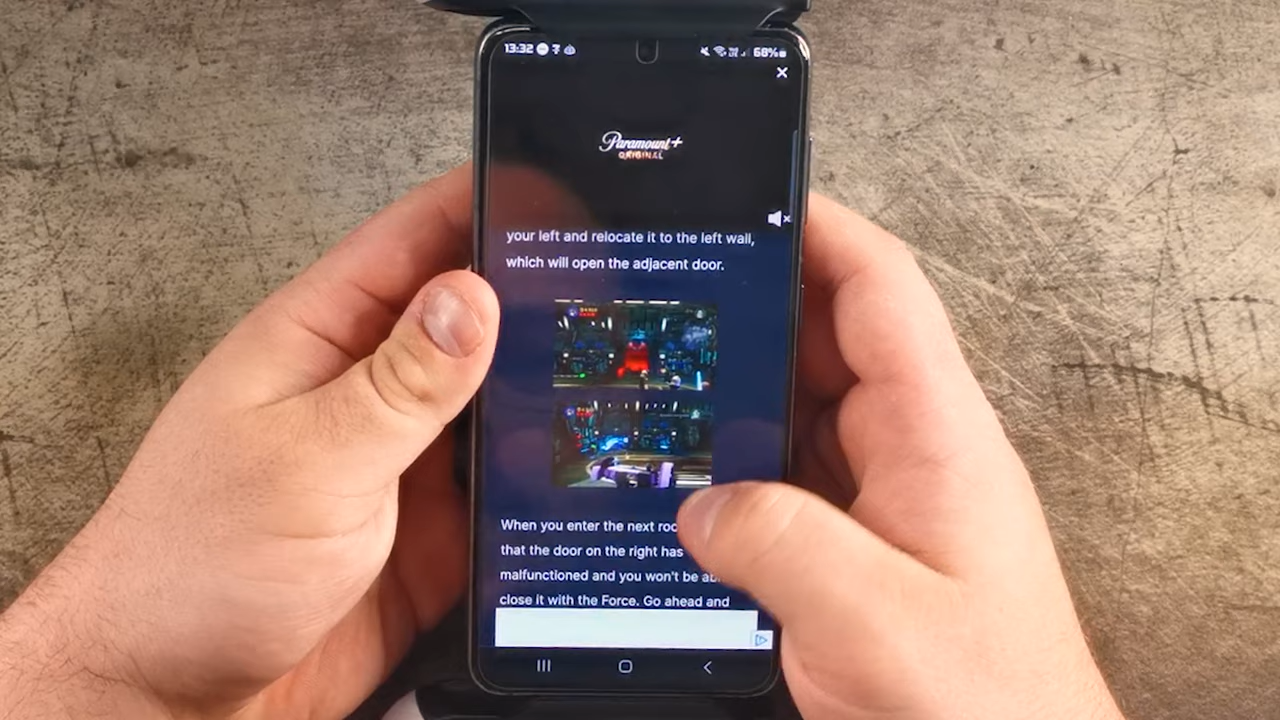 13:32
68%
Paramount+
ORIGINAL
your left and relocate it to the left wall,
which will open the adjacent door.
When you enter the next
that the door on the right has
malfunctioned and you won't be
close it with the Force. Go ahead and